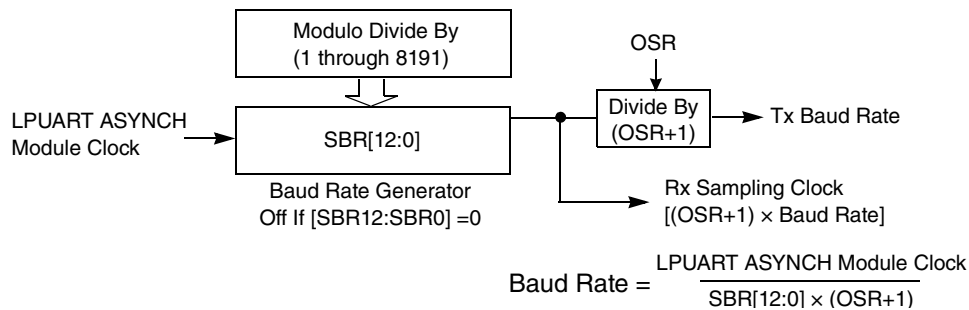 Modulo Divide By
(1 through 8191)
OSR
LPUART ASYNCH
Module Clock
SBR[12:0]
Divide By
(OSR+1)
Tx Baud Rate
Baud Rate Generator
Off If [SBR12:SBR0] =0
Rx Sampling Clock
[(OSR+1) × Baud Rate]
Baud Rate =
LPUART ASYNCH Module Clock
SBR[12:0] × (OSR+1)